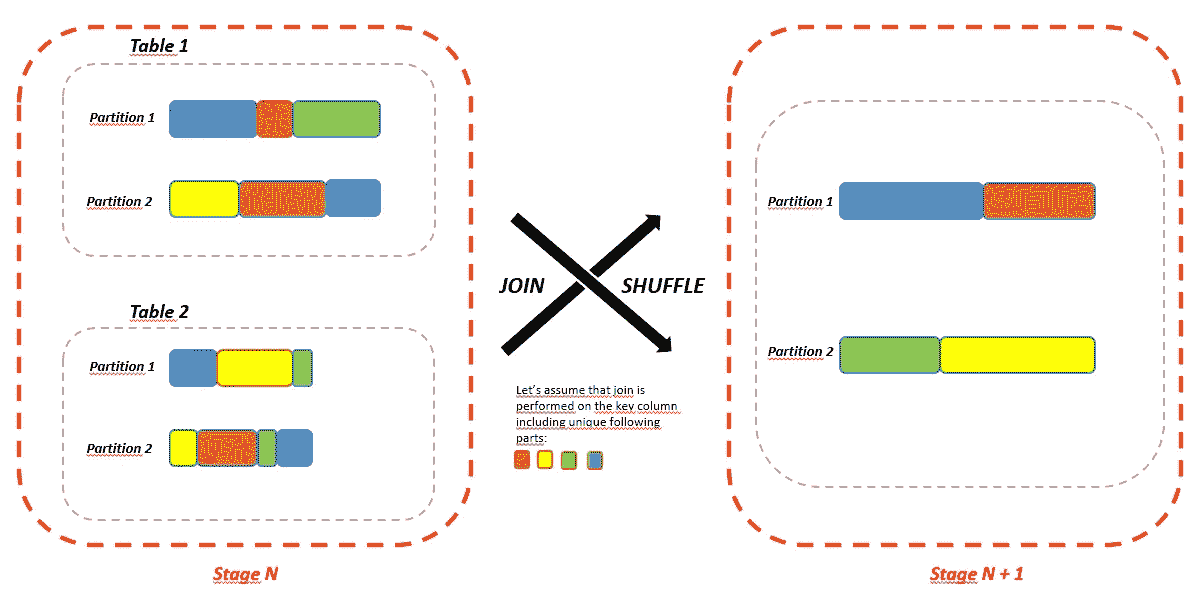 Table 1
Partition 1
Partition 2
Table 2
Partition 1
Partition 2
Stage N
JOIN SHUFFLE
Let's assume that join is
performed on the key column
including unique following
parts:
Partition 1
Partition 2
Stage N + 1